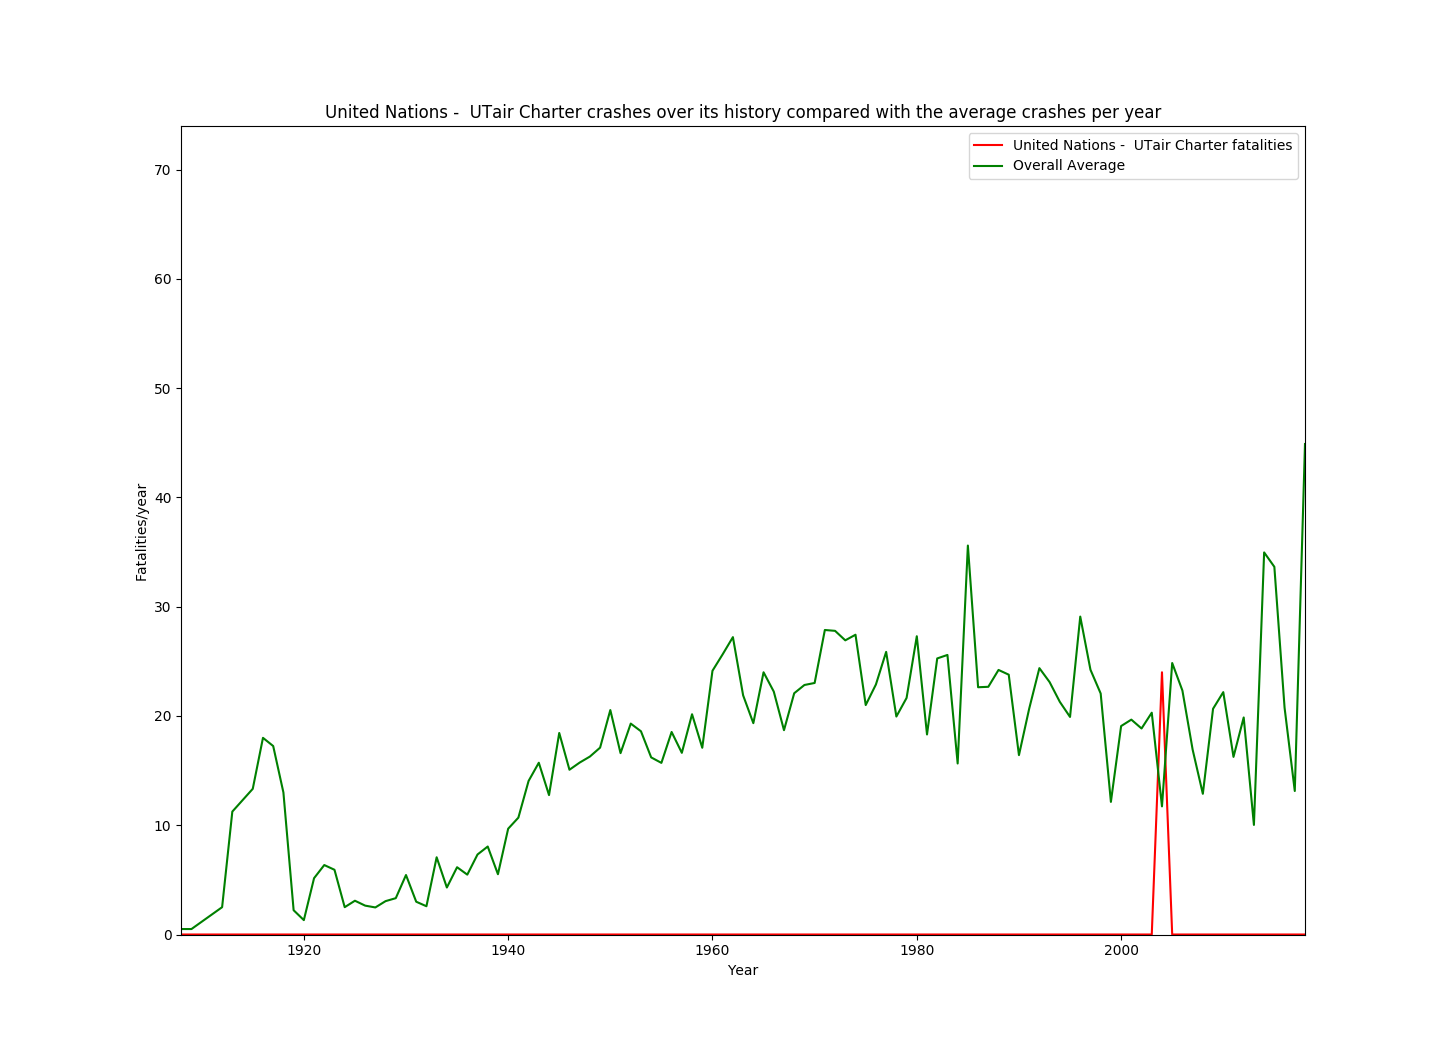 United Nations -  UTair Charter crashes over its history compared with the average crashes per year
United Nations -  UTair Charter fatalities
Overall Average
Fatalities/year
70
60
50
40
30
20
10
0
1920 1940 1960 1980 2000
Year